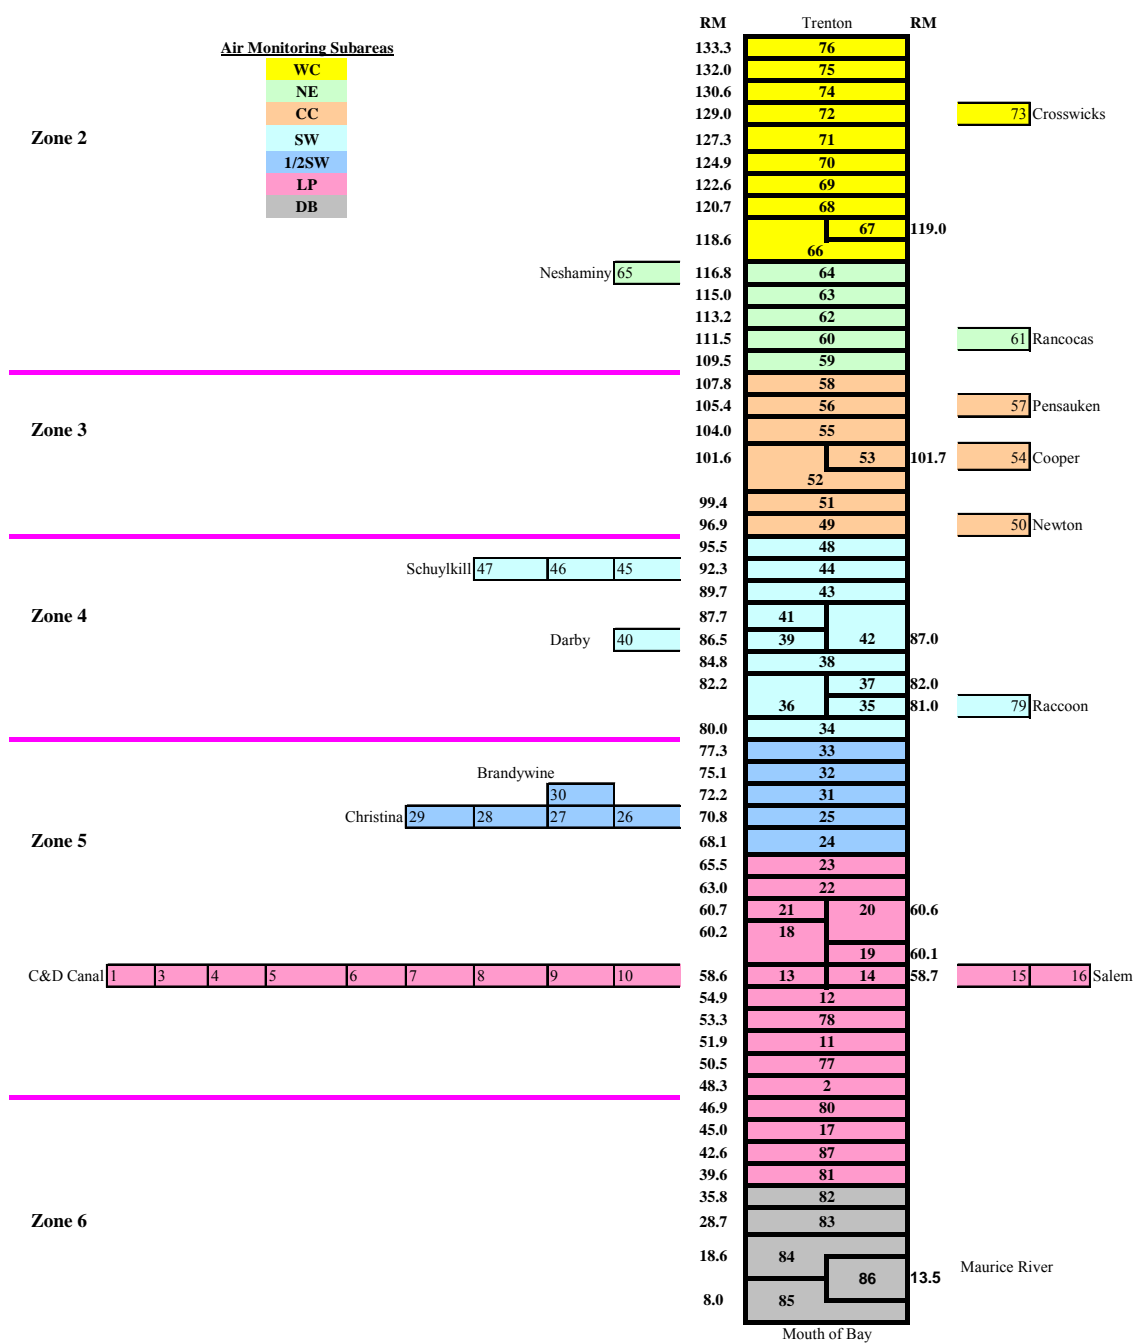 RM Trenton RM
Air Monitoring Subareas
WC
NE
CC
SW
1/2SW
LP
DB
133.3 76
132.0 75
130.6 74
129.0 72 73 Crosswicks
Zone 2
127.3 71
124.9 70
122.6 69
120.7 68
67 119.0
118.6
66
Neshaminy 65 116.8 64
115.0 63
113.2 62
111.5 60 61 Rancocas
109.5 59
107.8 58
105.4 56 57 Pensauken
Zone 3
104.0 55
101.6 53 101.7 54 Cooper
52
99.4 51
96.9 49 50 Newton
95.5 48
Schuylkill 47 46 45 92.3 44
89.7 43
Zone 4
87.7 41
Darby 40 86.5 39 42 87.0
84.8 38
82.2 37 82.0
36 35 81.0 79 Raccoon
80.0 34
77.3 33
75.1 32
Brandywine
30 72.2 31
Christina 29 28 27 26 70.8 25
Zone 5
68.1 24
65.5 23
63.0 22
60.7 21 20 60.6
60.2 18
19 60.1
C&D Canal 1 3 4 5 6 7 8 9 10 58.6 13 14 58.7 15 16 Salem
54.9 12
53.3 78
51.9 11
50.5 77
48.3 2
46.9 80
45.0 17
42.6 87
39.6 81
35.8 82
Zone 6
28.7 83
18.6 84
Maurice River
86 13.5
8.0 85
Mouth of Bay